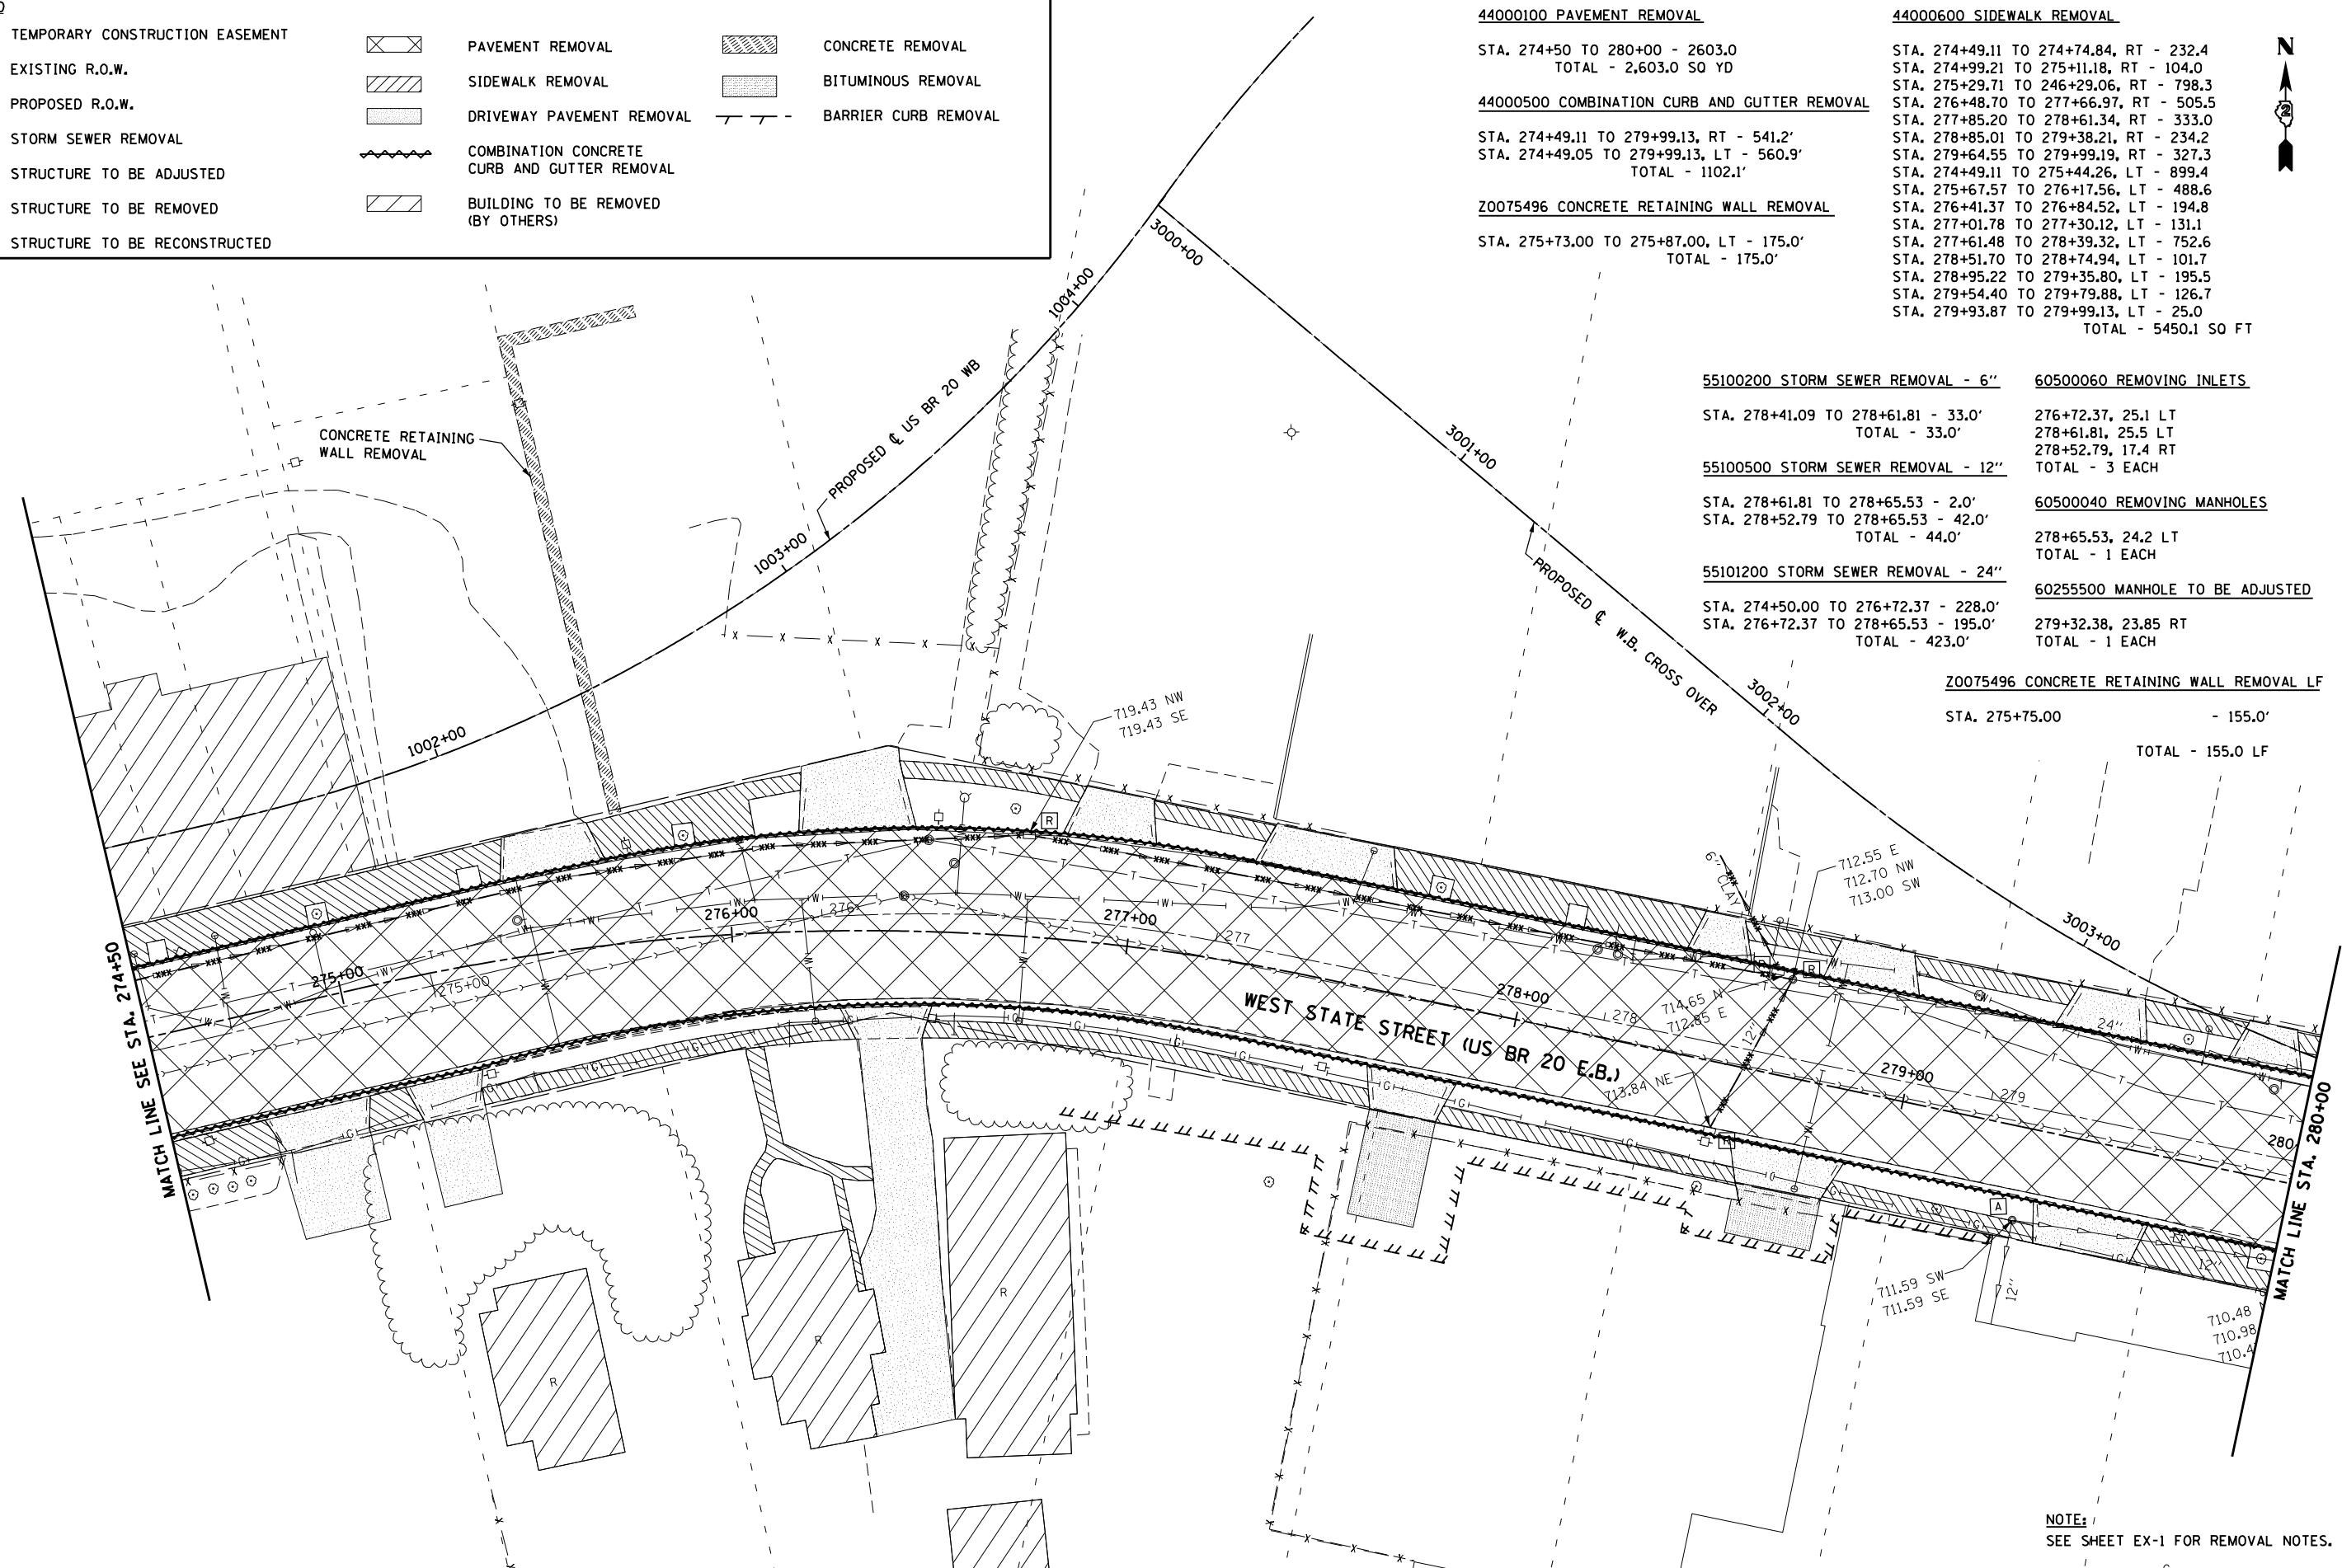 TEMPORARY CONSTRUCTION EASEMENT
EXISTING R.O.W.
PROPOSED R.O.W.
STORM SEWER REMOVAL
STRUCTURE TO BE ADJUSTED
STRUCTURE TO BE REMOVED
STRUCTURE TO BE RECONSTRUCTED
PAVEMENT REMOVAL
SIDEWALK REMOVAL
DRIVEWAY PAVEMENT REMOVAL
COMBINATION CONCRETE
CURB AND GUTTER REMOVAL
BUILDING TO BE REMOVED
(BY OTHERS)
CONCRETE REMOVAL
BITUMINOUS REMOVAL
BARRIER CURB REMOVAL
44000100 PAVEMENT REMOVAL
STA. 274+50 TO 280+00 - 2603.0
TOTAL - 2,603.0 SQ YD
44000500 COMBINATION CURB AND GUTTER REMOVAL
STA. 274+49.11 TO 279+99.13, RT - 541.2'
STA. 274+49.05 TO 279+99.13, LT - 560.9'
TOTAL - 1102.1'
Z0075496 CONCRETE RETAINING WALL REMOVAL
STA. 275+73.00 TO 275+87.00, LT - 175.0'
TOTAL - 175.0'
44000600 SIDEWALK REMOVAL
STA. 274+49.11 TO 274+74.84, RT - 232.4
STA. 274+99.21 TO 275+11.18, RT - 104.0
STA. 275+29.71 TO 246+29.06, RT - 798.3
STA. 276+48.70 TO 277+66.97, RT - 505.5
STA. 277+85.20 TO 278+61.34, RT - 333.0
STA. 278+85.01 TO 279+38.21, RT - 234.2
STA. 279+64.55 TO 279+99.19, RT - 327.3
STA. 274+49.11 TO 275+44.26, LT - 899.4
STA. 275+67.57 TO 276+17.56, LT - 488.6
STA. 276+41.37 TO 276+84.52, LT - 194.8
STA. 277+01.78 TO 277+30.12, LT - 131.1
STA. 277+61.48 TO 278+39.32, LT - 752.6
STA. 278+51.70 TO 278+74.94, LT - 101.7
STA. 278+95.22 TO 279+35.80, LT - 195.5
STA. 279+54.40 TO 279+79.88, LT - 126.7
STA. 279+93.87 TO 279+99.13, LT - 25.0
TOTAL - 5450.1 SQ FT
N
2
55100200 STORM SEWER REMOVAL - 6"
STA. 278+41.09 TO 278+61.81 - 33.0'
TOTAL - 33.0'
55100500 STORM SEWER REMOVAL - 12"
STA. 278+61.81 TO 278+65.53 - 2.0'
STA. 278+52.79 TO 278+65.53 - 42.0'
TOTAL - 44.0'
55101200 STORM SEWER REMOVAL - 24"
STA. 274+50.00 TO 276+72.37 - 228.0'
STA. 276+72.37 TO 278+65.53 - 195.0'
TOTAL - 423.0'
60500060 REMOVING INLETS
276+72.37, 25.1 LT
278+61.81, 25.5 LT
278+52.79, 17.4 RT
TOTAL - 3 EACH
60500040 REMOVING MANHOLES
278+65.53, 24.2 LT
TOTAL - 1 EACH
60255500 MANHOLE TO BE ADJUSTED
279+32.38, 23.85 RT
TOTAL - 1 EACH
Z0075496 CONCRETE RETAINING WALL REMOVAL LF
STA. 275+75.00 - 155.0'
TOTAL - 155.0 LF
CONCRETE RETAINING
WALL REMOVAL
PROPOSED ℄ US BR 20 WB
1002+00
1003+00
1004+00
3000+00
3001+00
3002+00
3003+00
PROPOSED ℄ W.B. CROSS OVER
719.43 NW
719.43 SE
6" CLAY
712.55 E
712.70 NW
713.00 SW
275+00
275+00
276+00
276
277+00
277
278+00
278
279+00
279
280
714.65 N
712.85 E
12"
713.84 NE
24"
WEST STATE STREET (US BR 20 E.B.)
MATCH LINE SEE STA. 274+50
MATCH LINE STA. 280+00
R
R
R
R
A
R
R
R
711.59 SW
711.59 SE
12"
12"
710.48
710.98
710.4
NOTE:
SEE SHEET EX-1 FOR REMOVAL NOTES.